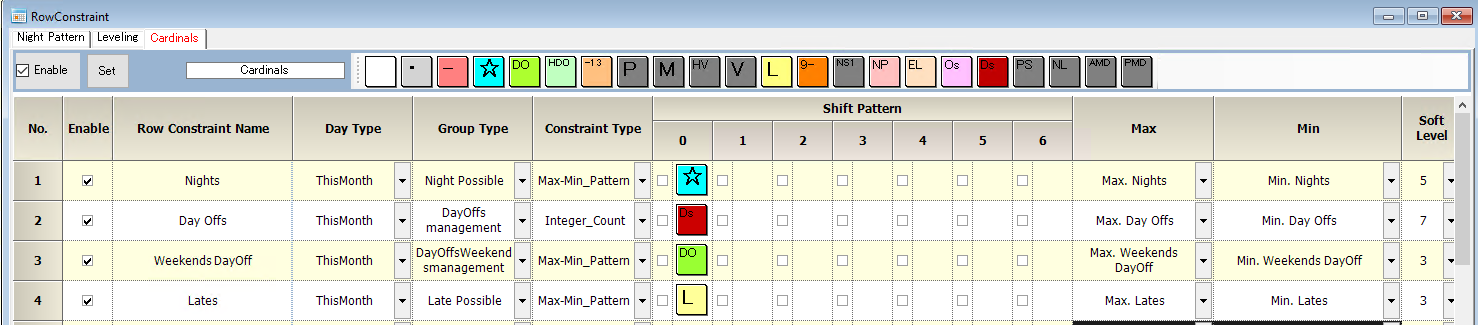 RowConstraint
Night Pattern Leveling Cardinals
Enable Set Cardinals - DO HDO -13 P M HV V L 9- NS1 NP EL Os Ds PS NL AMD PMD
No. Enable Row Constraint Name Day Type Group Type Constraint Type Shift Pattern Max Min Soft Level
0 1 2 3 4 5 6
1 Nights ThisMonth Night Possible Max-Min_Pattern Max. Nights Min. Nights 5
2 Day Offs ThisMonth DayOffs management Integer_Count Ds Max. Day Offs Min. Day Offs 7
3 Weekends DayOff ThisMonth DayOffsWeekendsmanagement Max-Min_Pattern DO Max. Weekends DayOff Min. Weekends DayOff 3
4 Lates ThisMonth Late Possible Max-Min_Pattern L Max. Lates Min. Lates 3